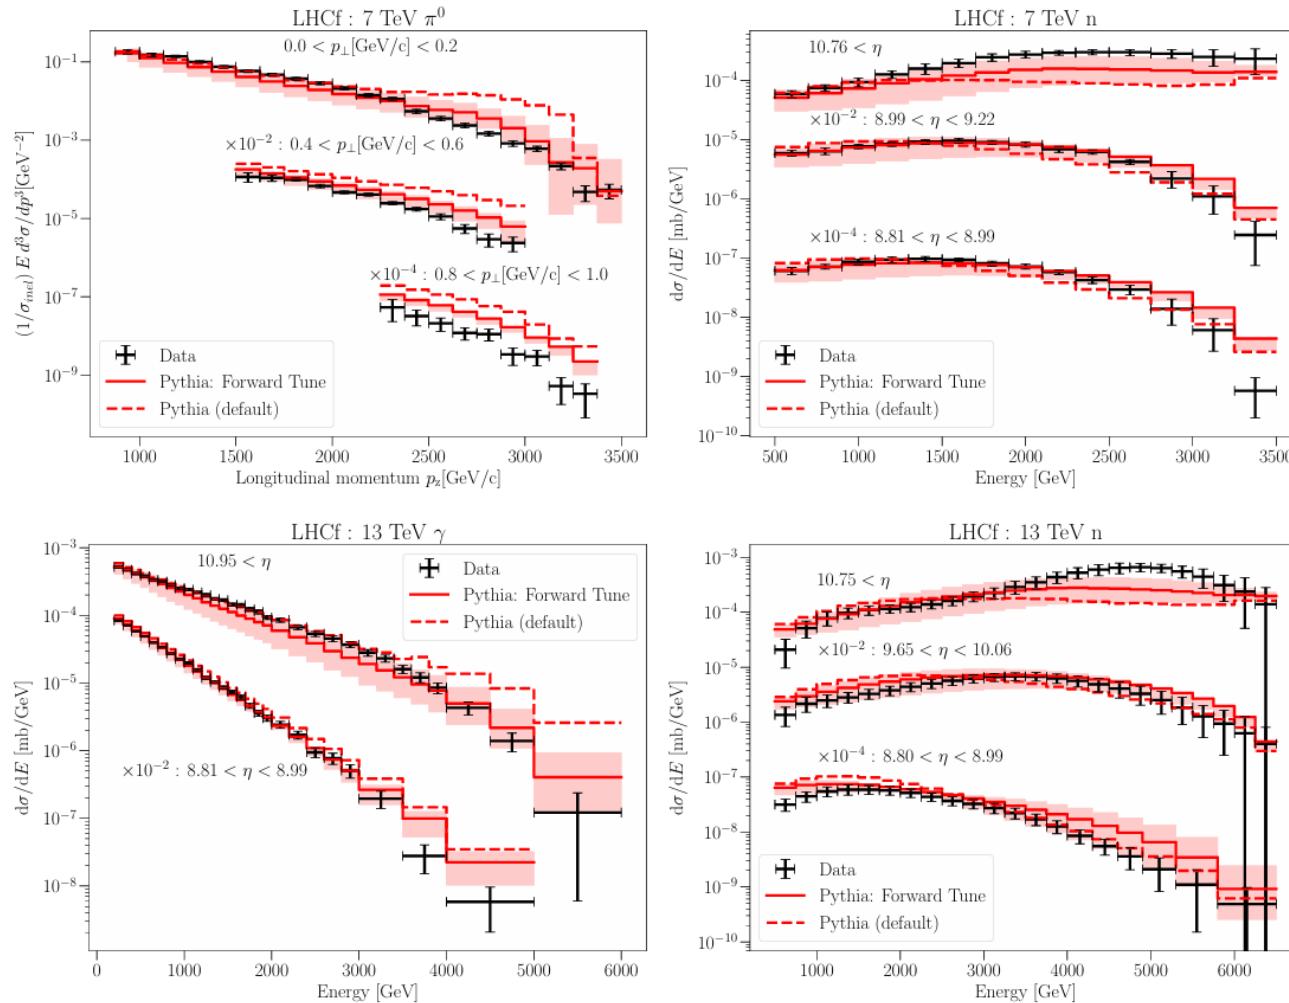 LHCf : 7 TeV π⁰
0.0 < p⊥[GeV/c] < 0.2
×10⁻² : 0.4 < p⊥[GeV/c] < 0.6
×10⁻⁴ : 0.8 < p⊥[GeV/c] < 1.0
Data
Pythia: Forward Tune
Pythia (default)
(1/σ_inel) E d³σ/dp³[GeV⁻²]
10⁻¹
10⁻³
10⁻⁵
10⁻⁷
10⁻⁹
1000 1500 2000 2500 3000 3500
Longitudinal momentum p_z[GeV/c]
LHCf : 7 TeV n
10.76 < η
×10⁻² : 8.99 < η < 9.22
×10⁻⁴ : 8.81 < η < 8.99
Data
Pythia: Forward Tune
Pythia (default)
dσ/dE [mb/GeV]
10⁻⁴
10⁻⁵
10⁻⁶
10⁻⁷
10⁻⁸
10⁻⁹
10⁻¹⁰
500 1000 1500 2000 2500 3000 3500
Energy [GeV]
LHCf : 13 TeV γ
10.95 < η
×10⁻² : 8.81 < η < 8.99
Data
Pythia: Forward Tune
Pythia (default)
dσ/dE [mb/GeV]
10⁻³
10⁻⁴
10⁻⁵
10⁻⁶
10⁻⁷
10⁻⁸
0 1000 2000 3000 4000 5000 6000
Energy [GeV]
LHCf : 13 TeV n
10.75 < η
×10⁻² : 9.65 < η < 10.06
×10⁻⁴ : 8.80 < η < 8.99
Data
Pythia: Forward Tune
Pythia (default)
dσ/dE [mb/GeV]
10⁻³
10⁻⁴
10⁻⁵
10⁻⁶
10⁻⁷
10⁻⁸
10⁻⁹
10⁻¹⁰
1000 2000 3000 4000 5000 6000
Energy [GeV]